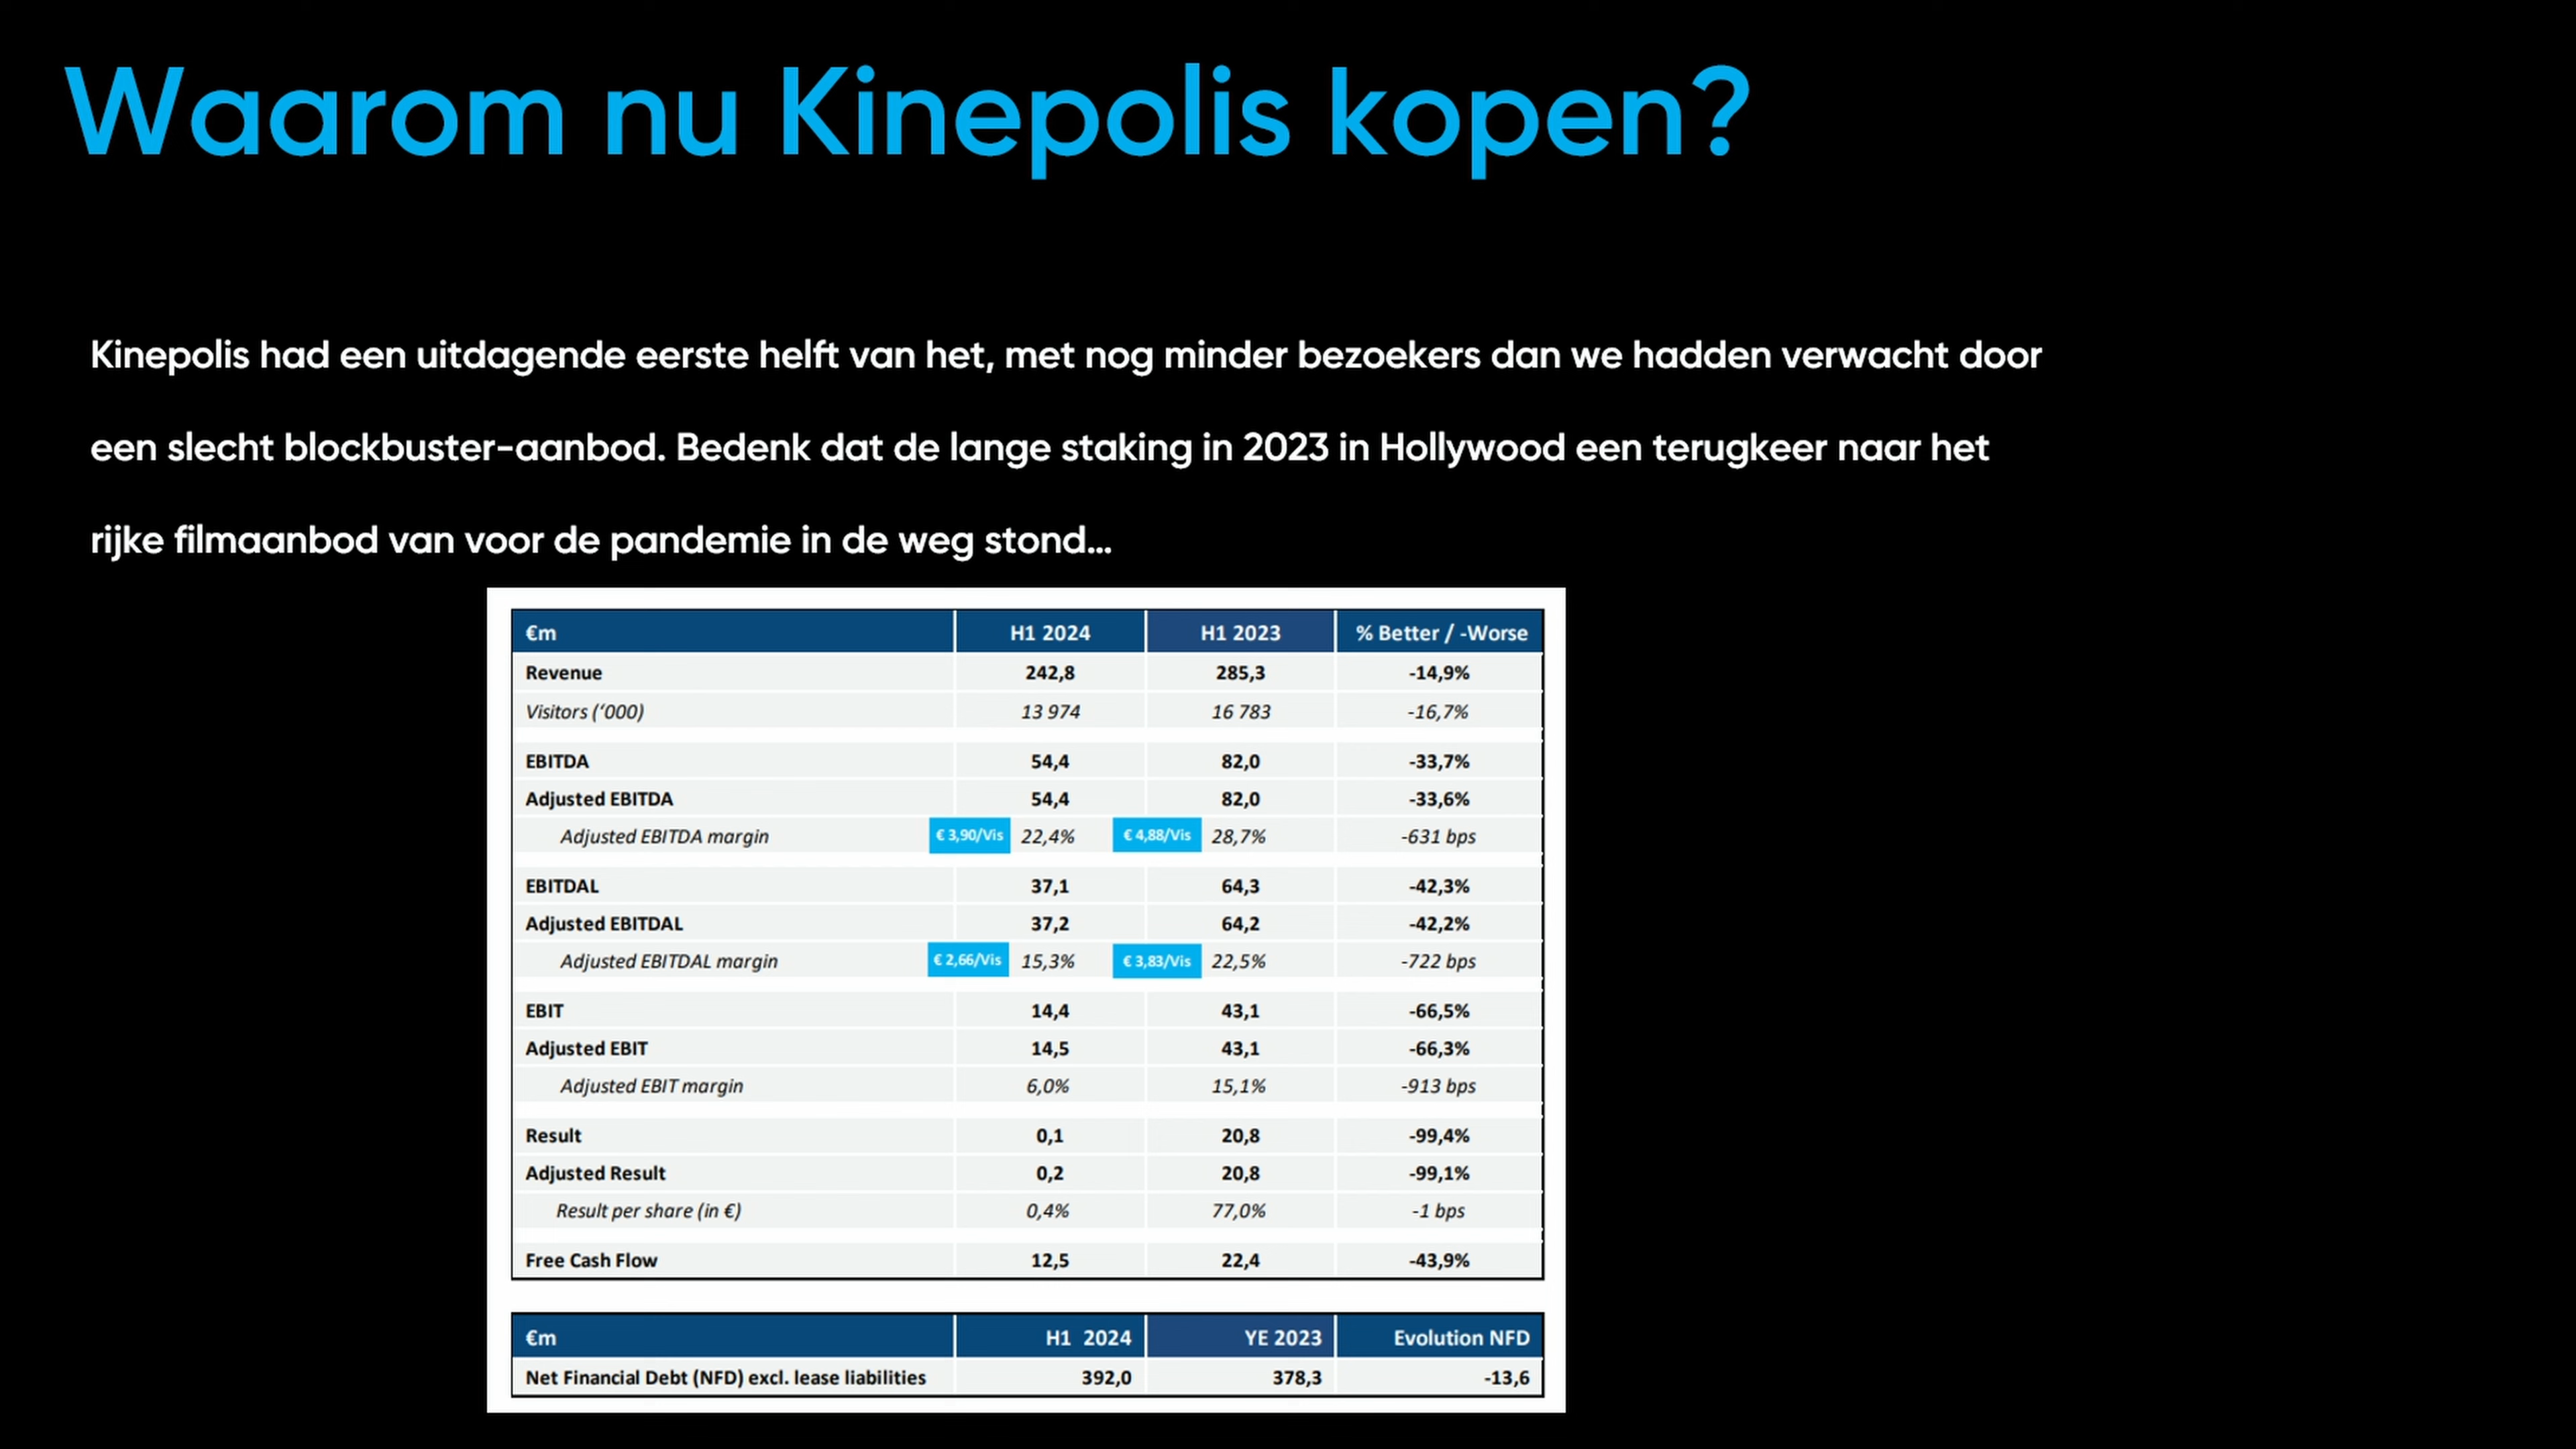 Waarom nu Kinepolis kopen?
Kinepolis had een uitdagende eerste helft van het, met nog minder bezoekers dan we hadden verwacht door
een slecht blockbuster-aanbod. Bedenk dat de lange staking in 2023 in Hollywood een terugkeer naar het
rijke filmaanbod van voor de pandemie in de weg stond...
€m H1 2024 H1 2023 % Better / -Worse
Revenue 242,8 285,3 -14,9%
Visitors (‘000) 13 974 16 783 -16,7%
EBITDA 54,4 82,0 -33,7%
Adjusted EBITDA 54,4 82,0 -33,6%
Adjusted EBITDA margin € 3,90/Vis 22,4% € 4,88/Vis 28,7% -631 bps
EBITDAL 37,1 64,3 -42,3%
Adjusted EBITDAL 37,2 64,2 -42,2%
Adjusted EBITDAL margin € 2,66/Vis 15,3% € 3,83/Vis 22,5% -722 bps
EBIT 14,4 43,1 -66,5%
Adjusted EBIT 14,5 43,1 -66,3%
Adjusted EBIT margin 6,0% 15,1% -913 bps
Result 0,1 20,8 -99,4%
Adjusted Result 0,2 20,8 -99,1%
Result per share (in €) 0,4% 77,0% -1 bps
Free Cash Flow 12,5 22,4 -43,9%
€m H1 2024 YE 2023 Evolution NFD
Net Financial Debt (NFD) excl. lease liabilities 392,0 378,3 -13,6